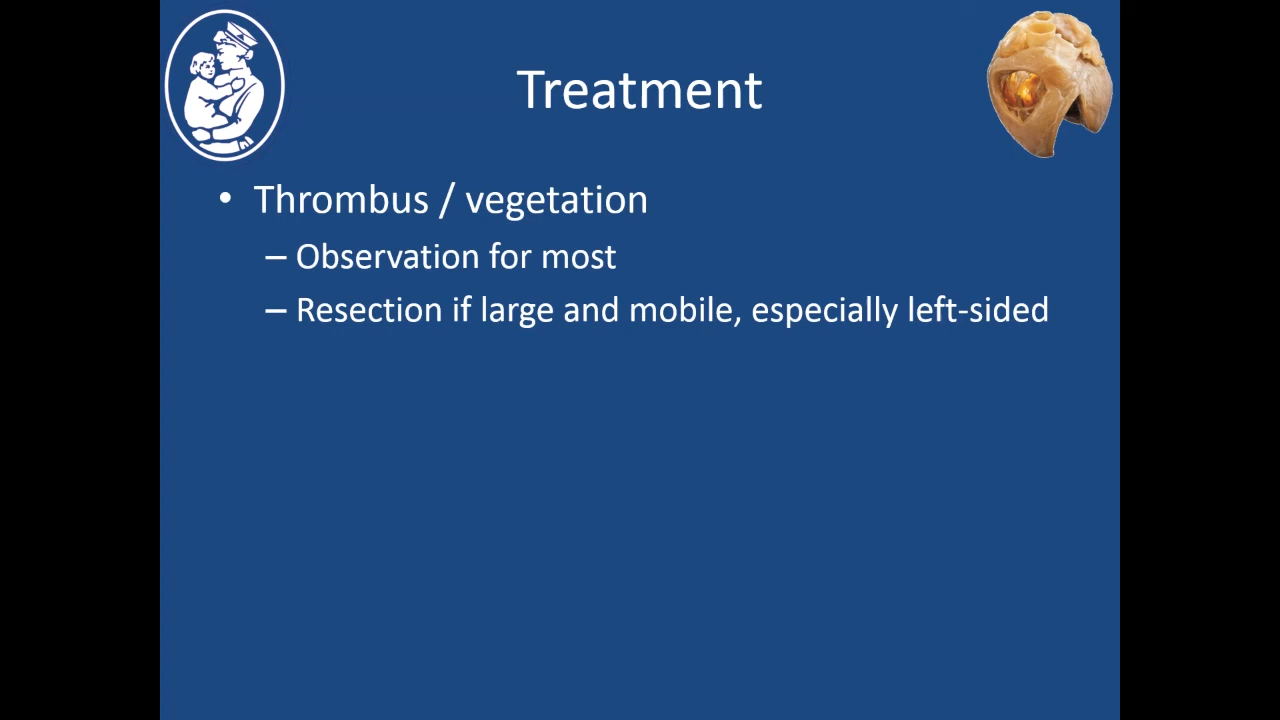 Treatment
• Thrombus / vegetation
– Observation for most
– Resection if large and mobile, especially left-sided